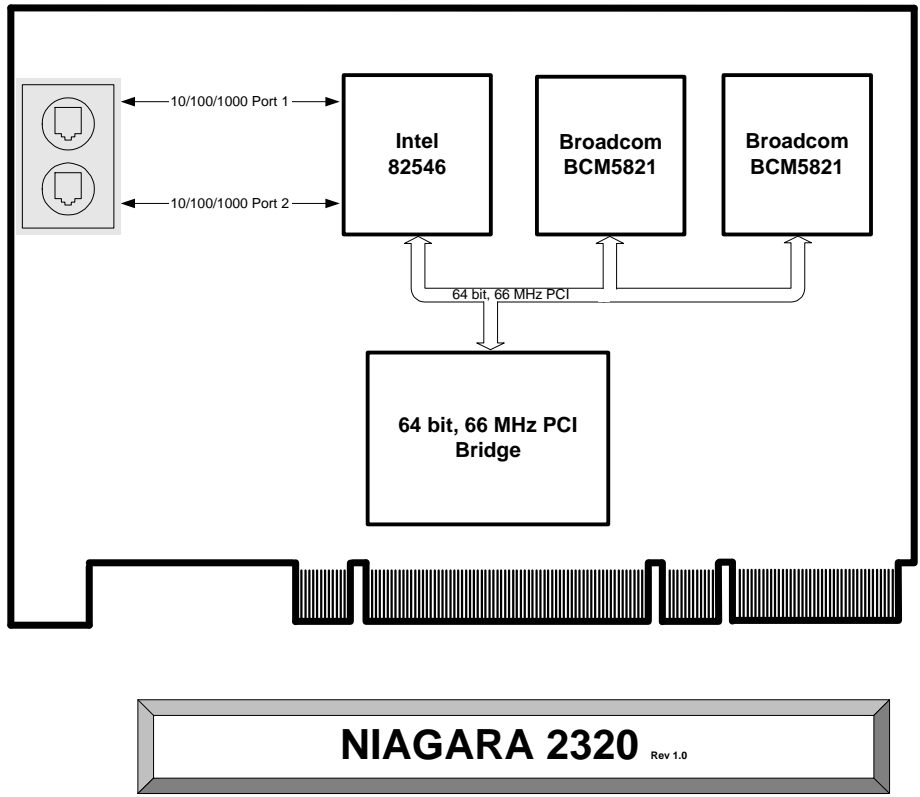 10/100/1000 Port 1
Intel
82546
Broadcom
BCM5821
Broadcom
BCM5821
10/100/1000 Port 2
64 bit, 66 MHz PCI
64 bit, 66 MHz PCI
Bridge
NIAGARA 2320 Rev 1.0